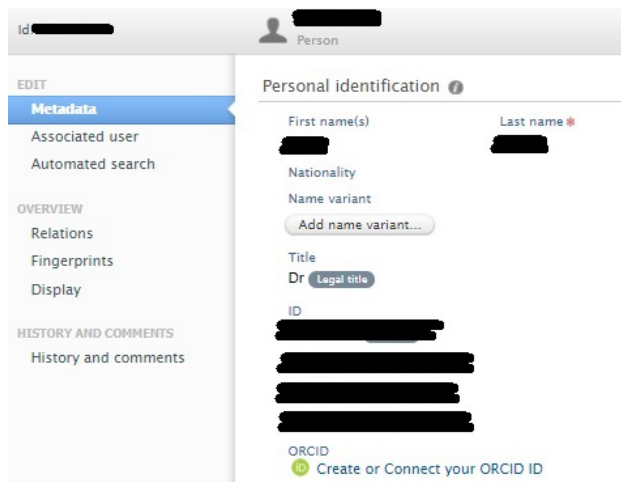 Id:
Person
EDIT
Metadata
Associated user
Automated search
OVERVIEW
Relations
Fingerprints
Display
HISTORY AND COMMENTS
History and comments
Personal identification i
First name(s) Last name *
Nationality
Name variant
Add name variant...
Title
Dr Legal title
ID
ORCID
iD Create or Connect your ORCID ID